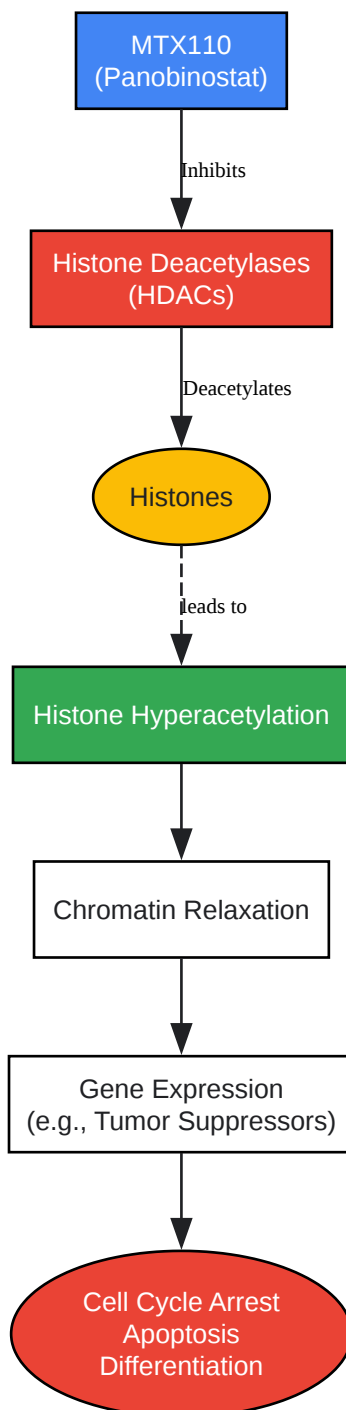 MTX110
(Panobinostat)
Inhibits
Histone Deacetylases
(HDACs)
Deacetylates
Histones
leads to
Histone Hyperacetylation
Chromatin Relaxation
Gene Expression
(e.g., Tumor Suppressors)
Cell Cycle Arrest
Apoptosis
Differentiation